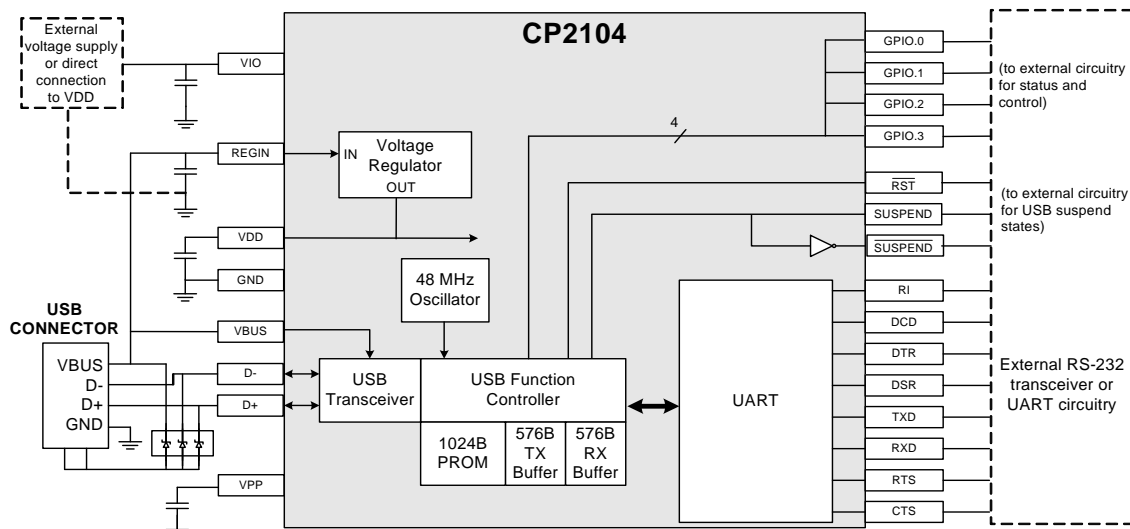 CP2104
External
voltage supply
or direct
connection
to VDD
VIO
REGIN
VDD
GND
USB
CONNECTOR
VBUS
D-
D+
GND
VBUS
D-
D+
VPP
IN
Voltage
Regulator
OUT
48 MHz
Oscillator
USB
Transceiver
USB Function
Controller
1024B
PROM
576B
TX
Buffer
576B
RX
Buffer
UART
4
GPIO.0
GPIO.1
GPIO.2
GPIO.3
RST
SUSPEND
SUSPEND
RI
DCD
DTR
DSR
TXD
RXD
RTS
CTS
(to external circuitry
for status and
control)
(to external circuitry
for USB suspend
states)
External RS-232
transceiver or
UART circuitry